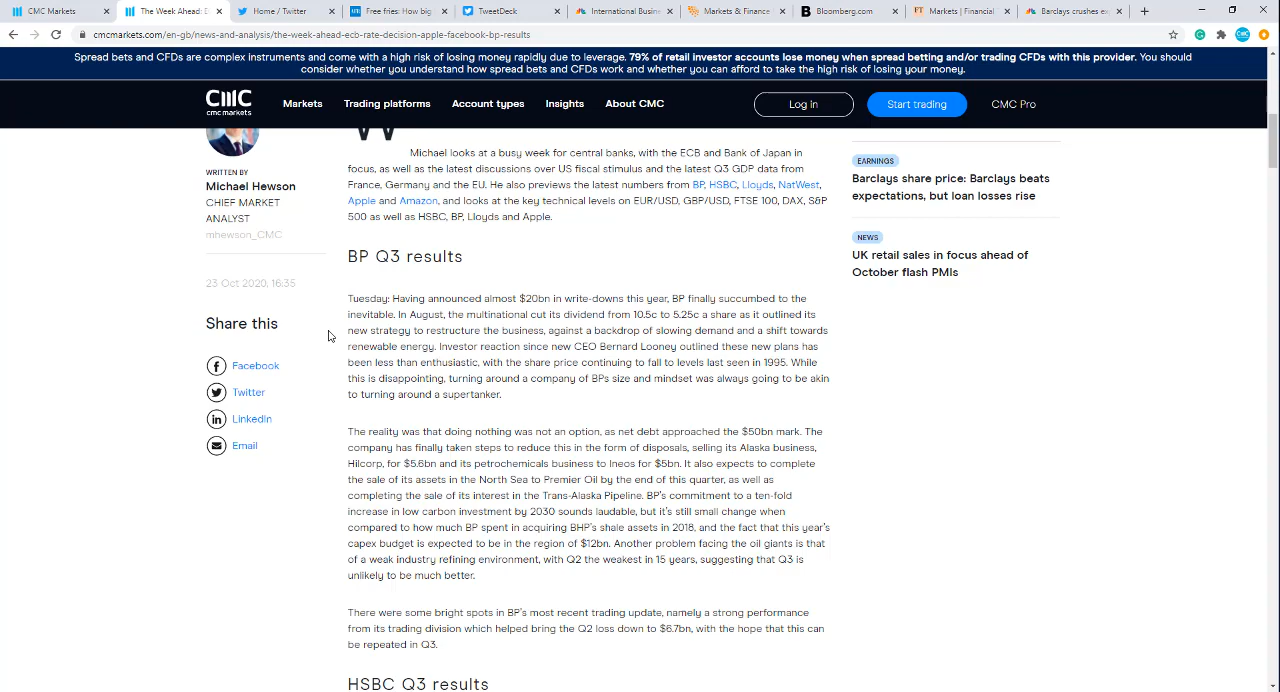 CMC Markets
The Week Ahead: E
Home / Twitter
Free fries: How big
TweetDeck
International Busin
Markets & Finance
Bloomberg.com
Markets | Financial
Barclays crushes ex
cmcmarkets.com/en-gb/news-and-analysis/the-week-ahead-ecb-rate-decision-apple-facebook-bp-results
Spread bets and CFDs are complex instruments and come with a high risk of losing money rapidly due to leverage. 79% of retail investor accounts lose money when spread betting and/or trading CFDs with this provider. You should
consider whether you understand how spread bets and CFDs work and whether you can afford to take the high risk of losing your money.
cmc
cmc markets
Markets
Trading platforms
Account types
Insights
About CMC
Log in
Start trading
CMC Pro
WRITTEN BY
Michael Hewson
CHIEF MARKET
ANALYST
mhewson_CMC
23 Oct 2020, 16:35
Share this
Facebook
Twitter
LinkedIn
Email
W
Michael looks at a busy week for central banks, with the ECB and Bank of Japan in
focus, as well as the latest discussions over US fiscal stimulus and the latest Q3 GDP data from
France, Germany and the EU. He also previews the latest numbers from BP, HSBC, Lloyds, NatWest,
Apple and Amazon, and looks at the key technical levels on EUR/USD, GBP/USD, FTSE 100, DAX, S&P
500 as well as HSBC, BP, Lloyds and Apple.
BP Q3 results
Tuesday: Having announced almost $20bn in write-downs this year, BP finally succumbed to the
inevitable. In August, the multinational cut its dividend from 10.5c to 5.25c a share as it outlined its
new strategy to restructure the business, against a backdrop of slowing demand and a shift towards
renewable energy. Investor reaction since new CEO Bernard Looney outlined these new plans has
been less than enthusiastic, with the share price continuing to fall to levels last seen in 1995. While
this is disappointing, turning around a company of BPs size and mindset was always going to be akin
to turning around a supertanker.
The reality was that doing nothing was not an option, as net debt approached the $50bn mark. The
company has finally taken steps to reduce this in the form of disposals, selling its Alaska business,
Hilcorp, for $5.6bn and its petrochemicals business to Ineos for $5bn. It also expects to complete
the sale of its assets in the North Sea to Premier Oil by the end of this quarter, as well as
completing the sale of its interest in the Trans-Alaska Pipeline. BP's commitment to a ten-fold
increase in low carbon investment by 2030 sounds laudable, but it's still small change when
compared to how much BP spent in acquiring BHP's shale assets in 2018, and the fact that this year's
capex budget is expected to be in the region of $12bn. Another problem facing the oil giants is that
of a weak industry refining environment, with Q2 the weakest in 15 years, suggesting that Q3 is
unlikely to be much better.
There were some bright spots in BP's most recent trading update, namely a strong performance
from its trading division which helped bring the Q2 loss down to $6.7bn, with the hope that this can
be repeated in Q3.
HSBC Q3 results
EARNINGS
Barclays share price: Barclays beats
expectations, but loan losses rise
NEWS
UK retail sales in focus ahead of
October flash PMIs